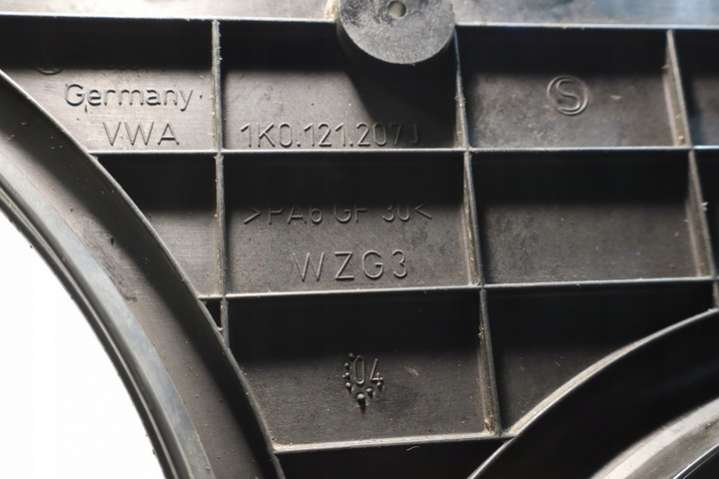 Germany
VWA
1K0.121.207J
S
>PA6 GF 30<
WZG3
04